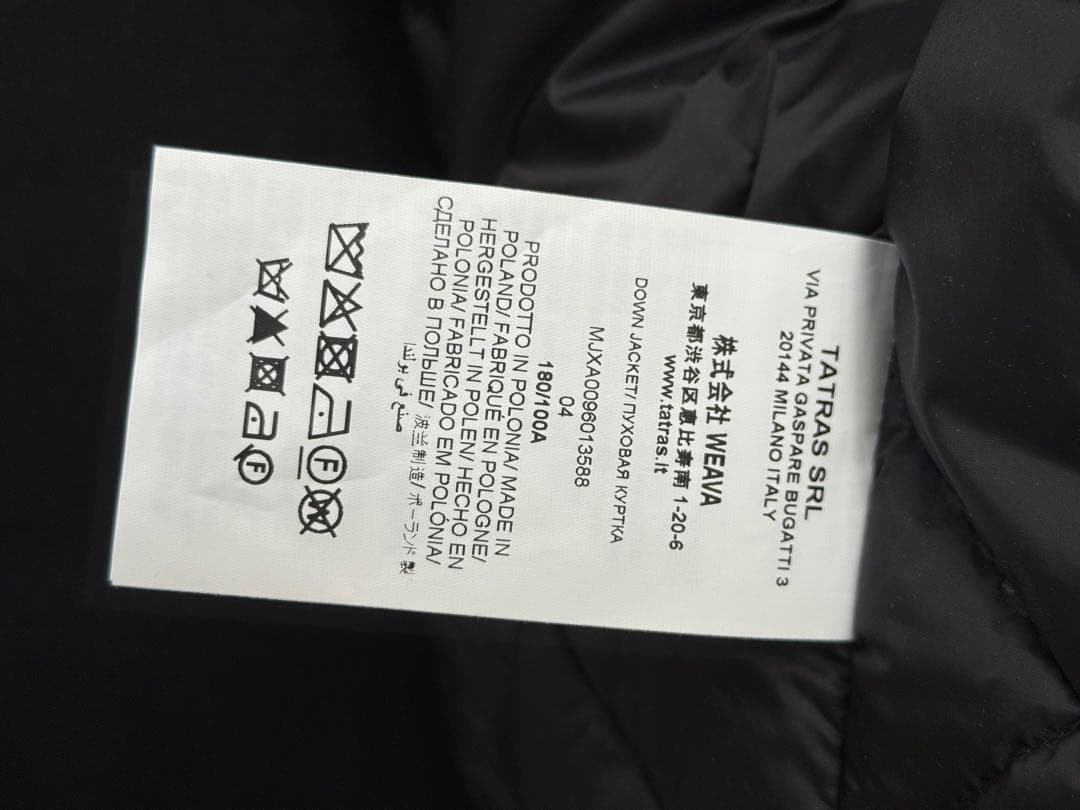 TATRAS SRL
VIA PRIVATA GASPARE BUGATTI 3
20144 MILANO ITALY
株式会社 WEAVA
東京都渋谷区恵比寿南 1-20-6
www.tatras.it
DOWN JACKET/ ПУХОВАЯ КУРТКА
MJXA0096013588
04
180/100A
PRODOTTO IN POLONIA/ MADE IN
POLAND/ FABRIQUÉ EN POLOGNE/
HERGESTELLT IN POLEN/ HECHO EN
POLONIA/ FABRICADO EM POLÓNIA/
СДЕЛАНО В ПОЛЬШЕ/ 波兰制造/ ポーランド製
صنع في بولندا
F W
F